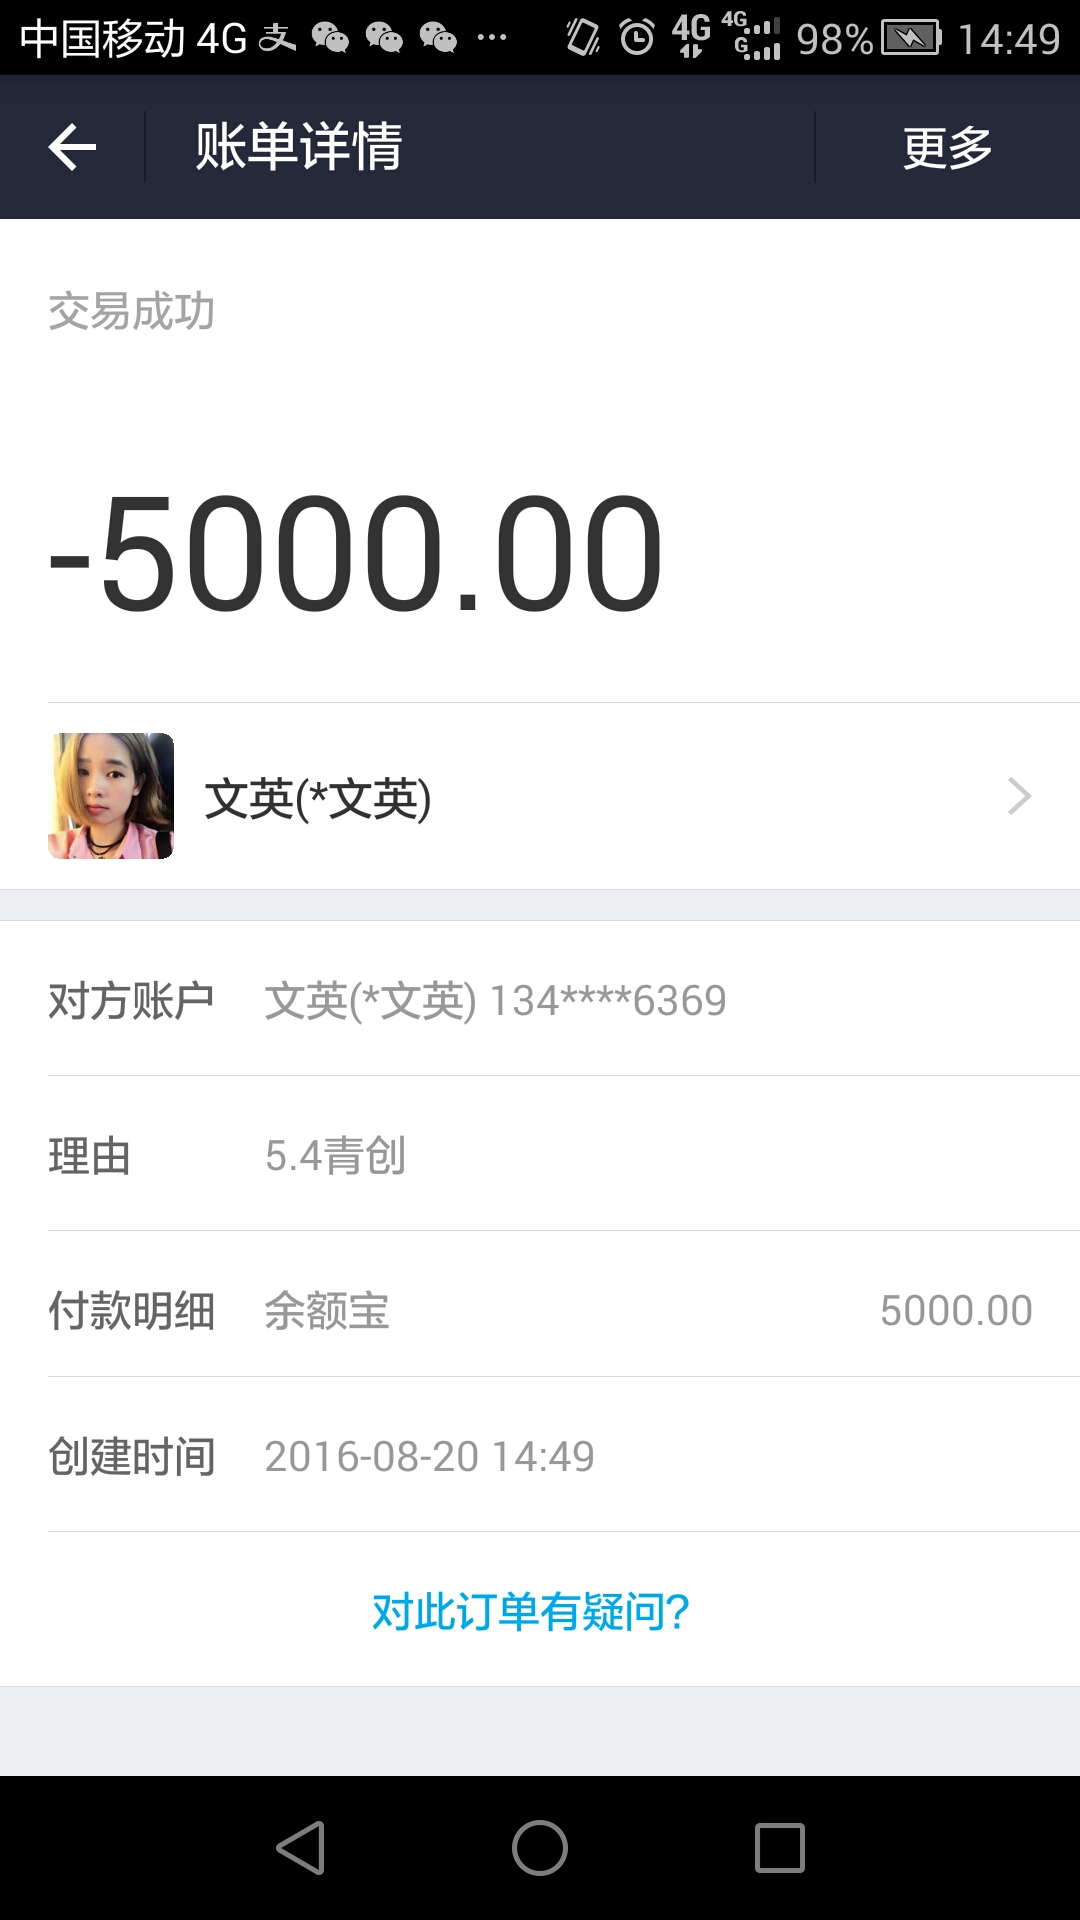 中国移动 4G 支 4G 4G G 98% 14:49
账单详情 更多
交易成功
-5000.00
文英(*文英)
对方账户 文英(*文英) 134****6369
理由 5.4青创
付款明细 余额宝 5000.00
创建时间 2016-08-20 14:49
对此订单有疑问?